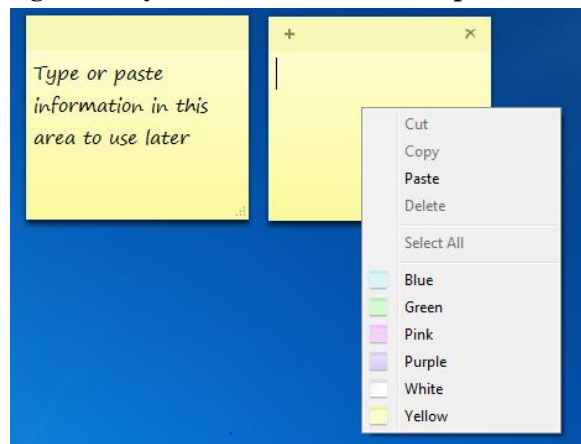 Type or paste
information in this
area to use later
Cut
Copy
Paste
Delete
Select All
Blue
Green
Pink
Purple
White
Yellow